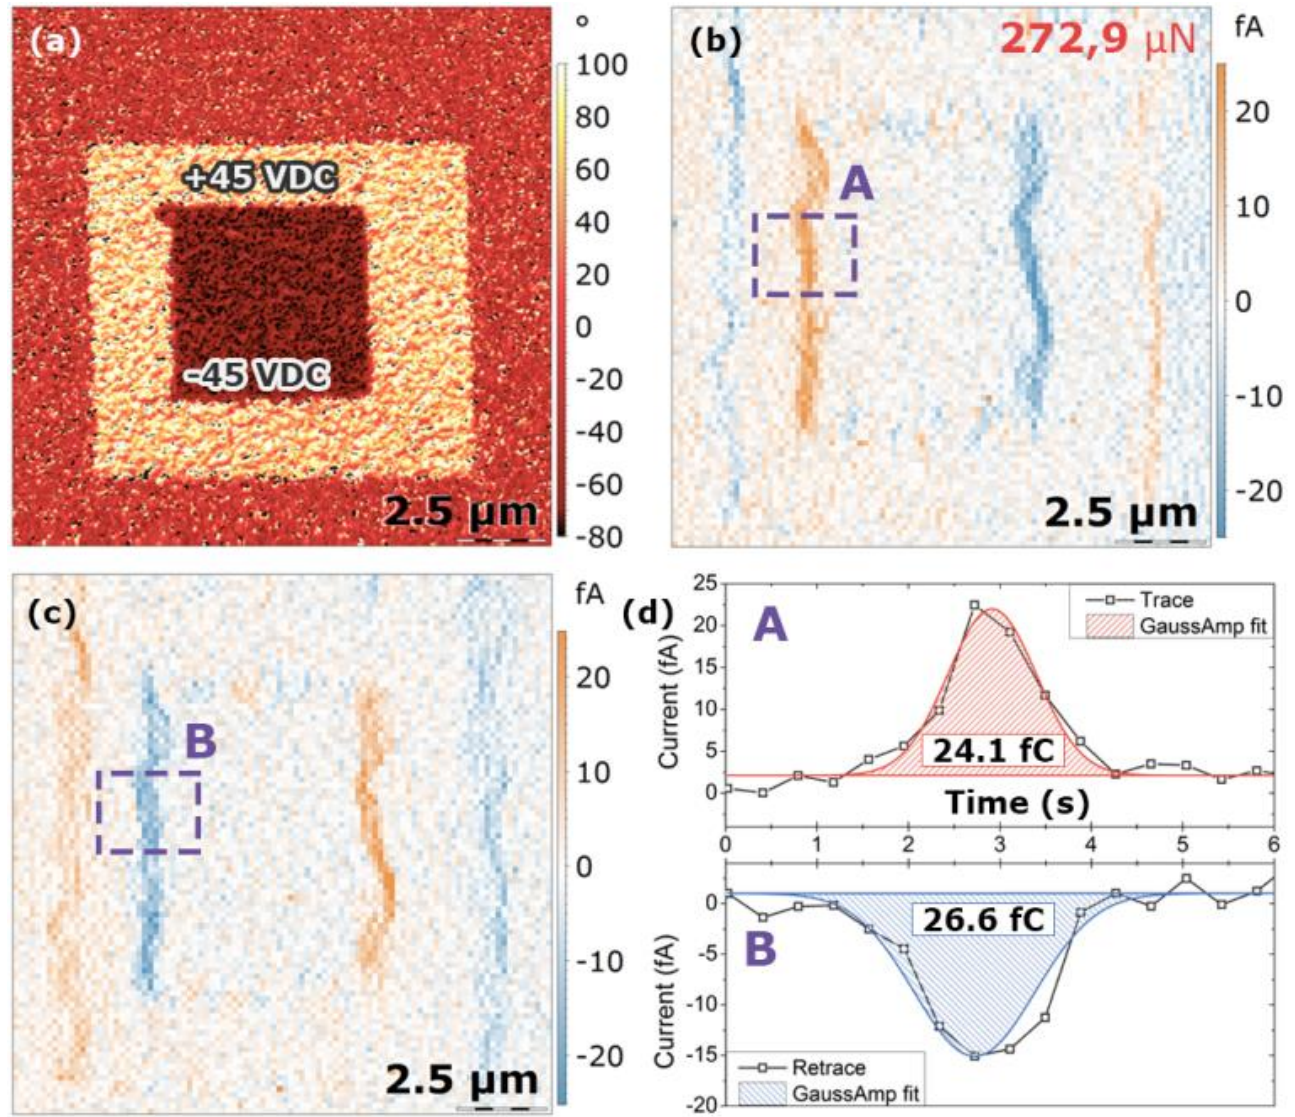 (a)
+45 VDC
-45 VDC
2.5 µm
°
100
80
60
40
20
0
-20
-40
-60
-80
(b)
272,9 µN
A
2.5 µm
fA
20
10
0
-10
-20
(c)
B
2.5 µm
fA
20
10
0
-10
-20
(d)
A
Trace
GaussAmp fit
24.1 fC
Current (fA)
25
20
15
10
5
0
Time (s)
0 1 2 3 4 5 6
26.6 fC
B
Current (fA)
0
-5
-10
-15
-20
Retrace
GaussAmp fit